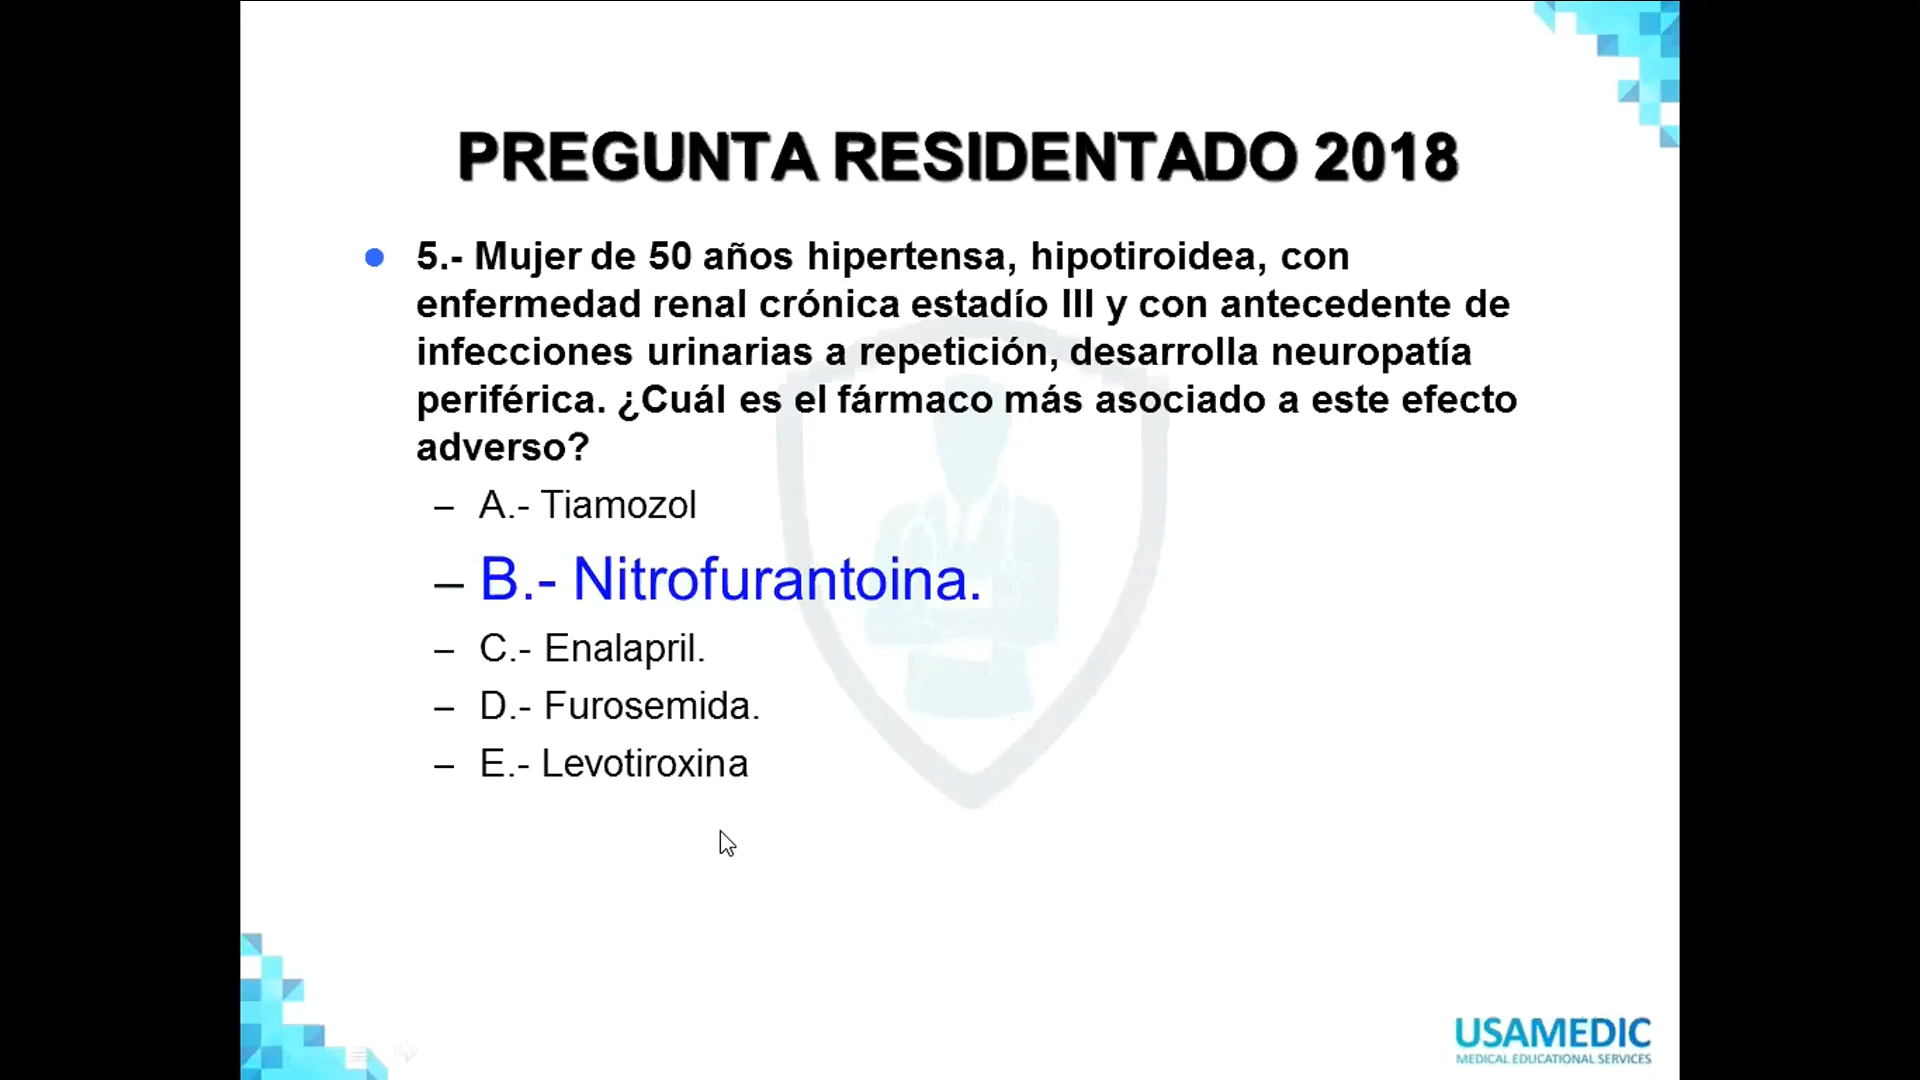 PREGUNTA RESIDENTADO 2018
5.- Mujer de 50 años hipertensa, hipotiroidea, con
enfermedad renal crónica estadío III y con antecedente de
infecciones urinarias a repetición, desarrolla neuropatía
periférica. ¿Cuál es el fármaco más asociado a este efecto
adverso?
– A.- Tiamozol
– B.- Nitrofurantoina.
– C.- Enalapril.
– D.- Furosemida.
– E.- Levotiroxina
USAMEDIC
MEDICAL EDUCATIONAL SERVICES